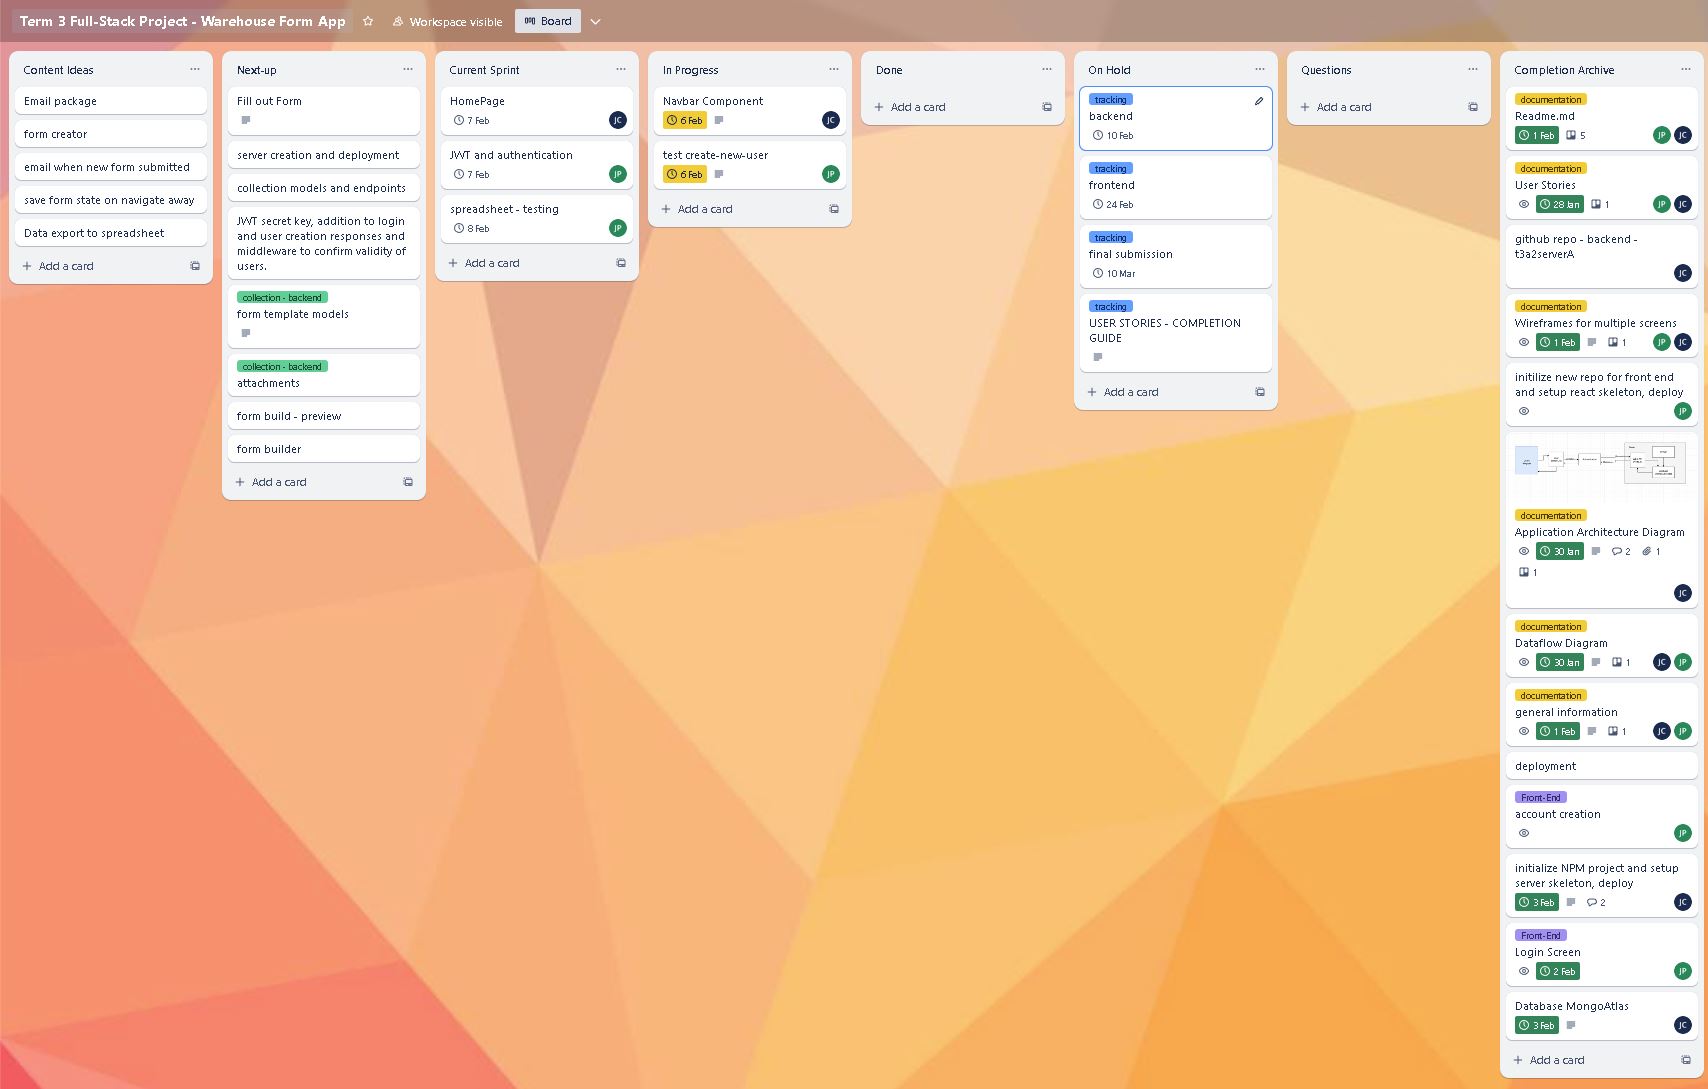 Term 3 Full-Stack Project - Warehouse Form App
Workspace visible
Board
Content Ideas
Email package
form creator
email when new form submitted
save form state on navigate away
Data export to spreadsheet
Add a card
Next-up
Fill out Form
server creation and deployment
collection models and endpoints
JWT secret key, addition to login
and user creation responses and
middleware to confirm validity of
users.
collection - backend
form template models
collection - backend
attachments
form build - preview
form builder
Add a card
Current Sprint
HomePage
7 Feb
JC
JWT and authentication
7 Feb
JP
spreadsheet - testing
8 Feb
JP
Add a card
In Progress
Navbar Component
6 Feb
JC
test create-new-user
6 Feb
JP
Add a card
Done
Add a card
On Hold
tracking
backend
10 Feb
tracking
frontend
24 Feb
tracking
final submission
10 Mar
tracking
USER STORIES - COMPLETION
GUIDE
Add a card
Questions
Add a card
Completion Archive
documentation
Readme.md
1 Feb 5 JP JC
documentation
User Stories
28 Jan 1 JP JC
github repo - backend -
t3a2serverA
JC
documentation
Wireframes for multiple screens
1 Feb 1 JP JC
initilize new repo for front end
and setup react skeleton, deploy
JP
documentation
Application Architecture Diagram
30 Jan 2 1
1
JC
documentation
Dataflow Diagram
30 Jan 1 JC JP
documentation
general information
1 Feb 1 JC JP
deployment
Front-End
account creation
JP
initialize NPM project and setup
server skeleton, deploy
3 Feb 2 JC
Front-End
Login Screen
2 Feb JP
Database MongoAtlas
3 Feb JC
Add a card